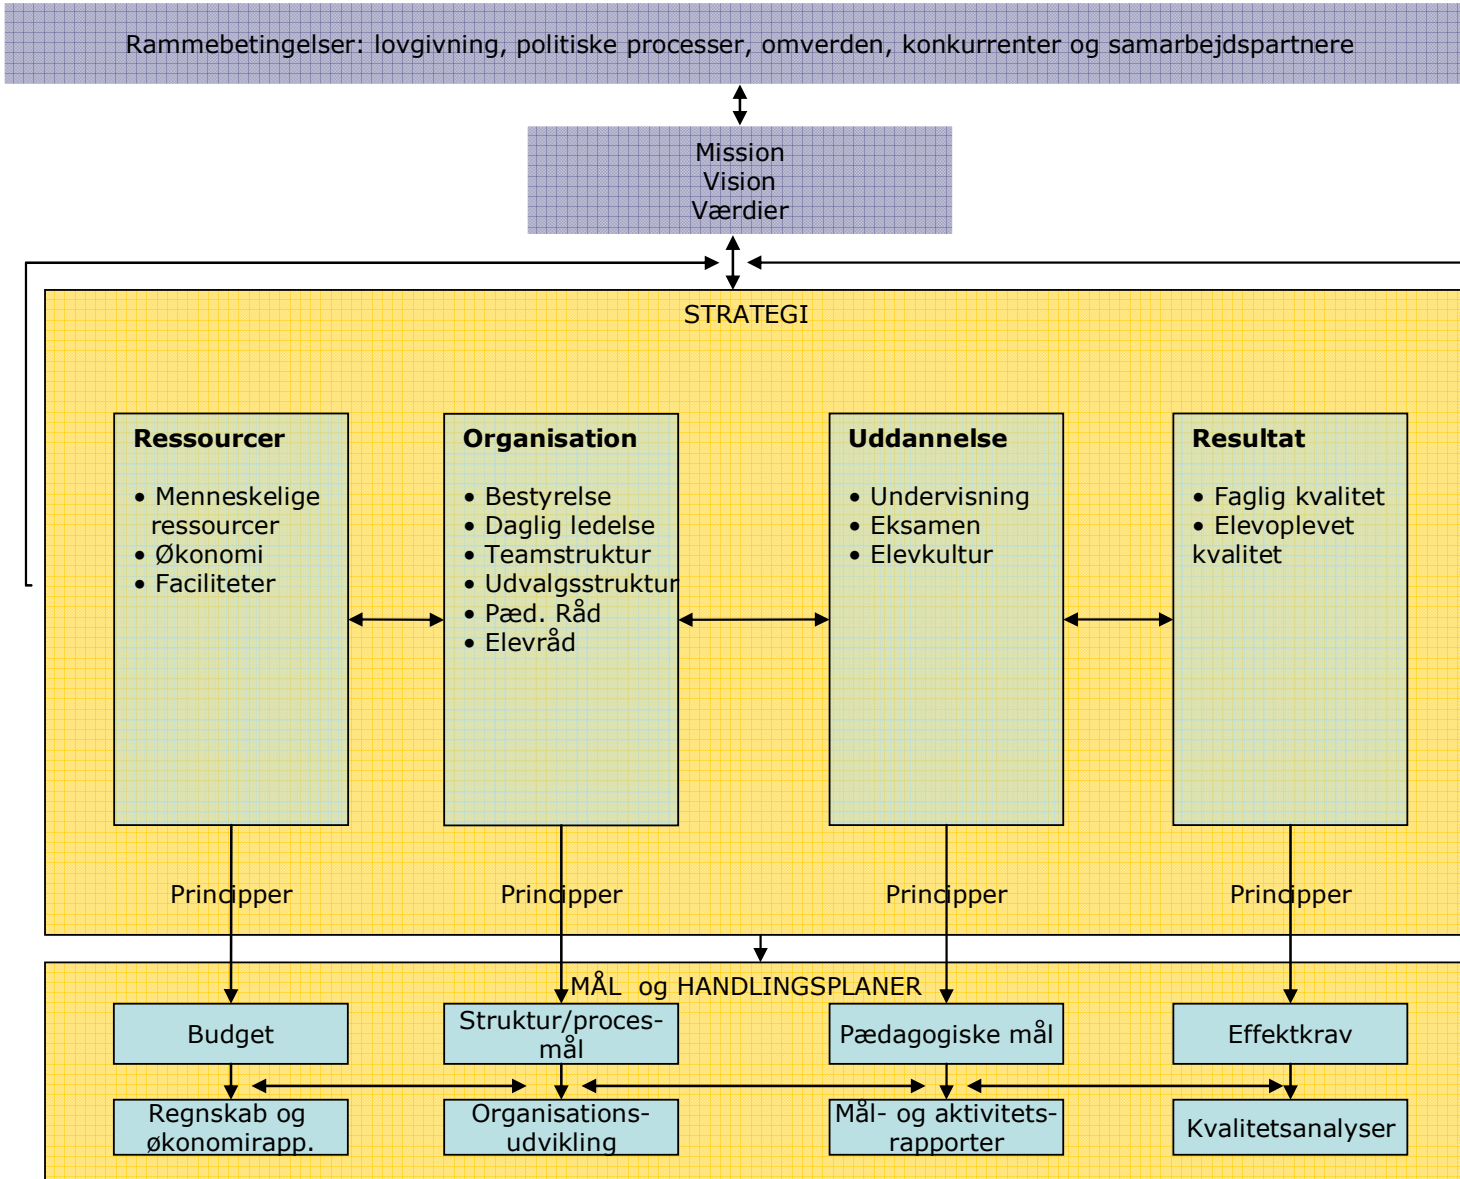 Rammebetingelser: lovgivning, politiske processer, omverden, konkurrenter og samarbejdspartnere
Mission
Vision
Værdier
STRATEGI
Ressourcer
• Menneskelige
ressourcer
• Økonomi
• Faciliteter
Organisation
• Bestyrelse
• Daglig ledelse
• Teamstruktur
• Udvalgsstruktur
• Pæd. Råd
• Elevråd
Uddannelse
• Undervisning
• Eksamen
• Elevkultur
Resultat
• Faglig kvalitet
• Elevoplevet
kvalitet
Principper
Principper
Principper
Principper
MÅL og HANDLINGSPLANER
Budget
Struktur/proces-
mål
Pædagogiske mål
Effektkrav
Regnskab og
økonomirapp.
Organisations-
udvikling
Mål- og aktivitets-
rapporter
Kvalitetsanalyser